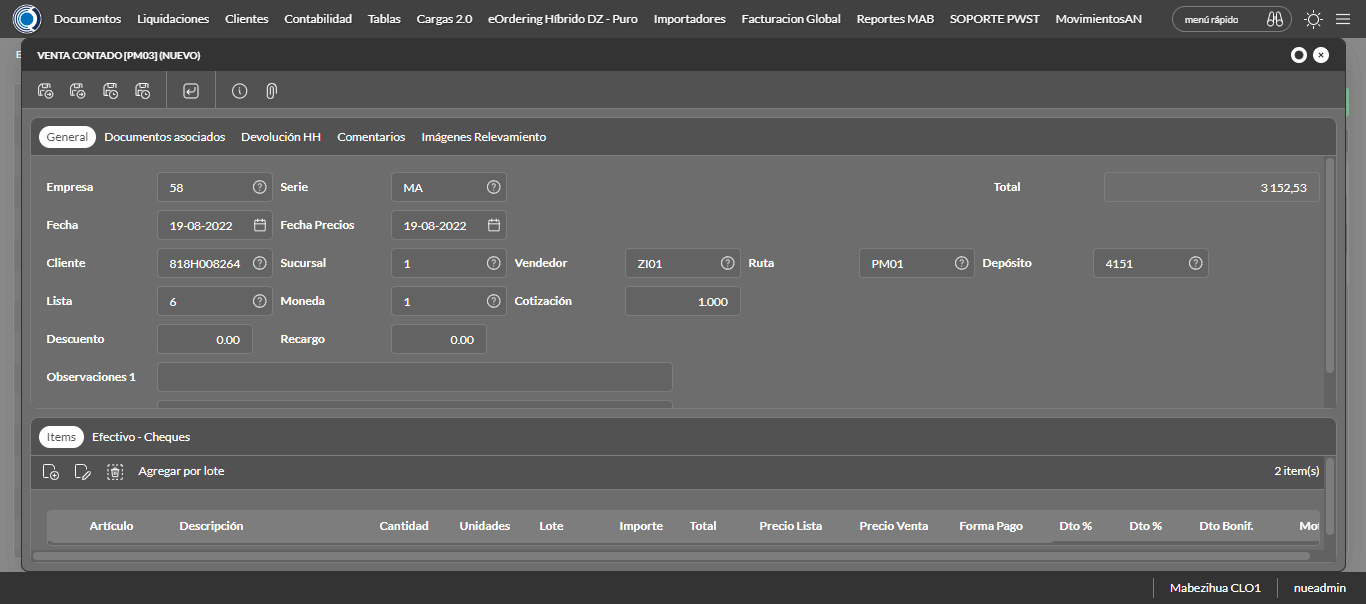 Documentos Liquidaciones Clientes Contabilidad Tablas Cargas 2.0 eOrdering Híbrido DZ - Puro Importadores Facturacion Global Reportes MAB SOPORTE PWST MovimientosAN menú rápido
VENTA CONTADO [PM03] (NUEVO)
General Documentos asociados Devolución HH Comentarios Imágenes Relevamiento
Empresa 58 Serie MA Total 3 152,53
Fecha 19-08-2022 Fecha Precios 19-08-2022
Cliente 818H008264 Sucursal 1 Vendedor ZI01 Ruta PM01 Depósito 4151
Lista 6 Moneda 1 Cotización 1.000
Descuento 0.00 Recargo 0.00
Observaciones 1
Items Efectivo - Cheques
Agregar por lote 2 item(s)
Artículo Descripción Cantidad Unidades Lote Importe Total Precio Lista Precio Venta Forma Pago Dto % Dto % Dto Bonif.
Mabezihua CLO1 nueadmin